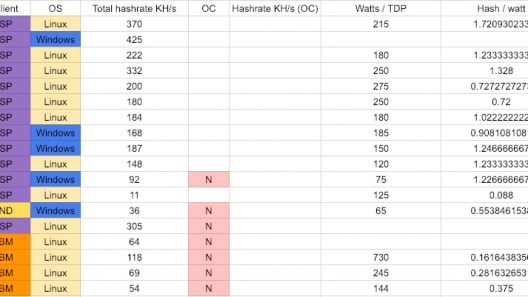 lient OS Total hashrate KH/s OC Hashrate KH/s (OC) Watts / TDP Hash / watt
SP Linux 370 215 1.720930233
SP Windows 425
SP Linux 222 180 1.233333333
SP Linux 332 250 1.328
SP Linux 200 275 0.7272727273
SP Linux 180 250 0.72
SP Linux 184 180 1.022222222
SP Windows 168 185 0.908108108
SP Windows 187 150 1.246666667
SP Linux 148 120 1.233333333
SP Windows 92 N 75 1.226666667
SP Linux 11 125 0.088
ND Windows 36 N 65 0.553846153
SP Linux 305 N
BM Linux 64 N
BM Linux 118 N 730 0.161643835
BM Linux 69 N 245 0.281632653
BM Linux 54 N 144 0.375